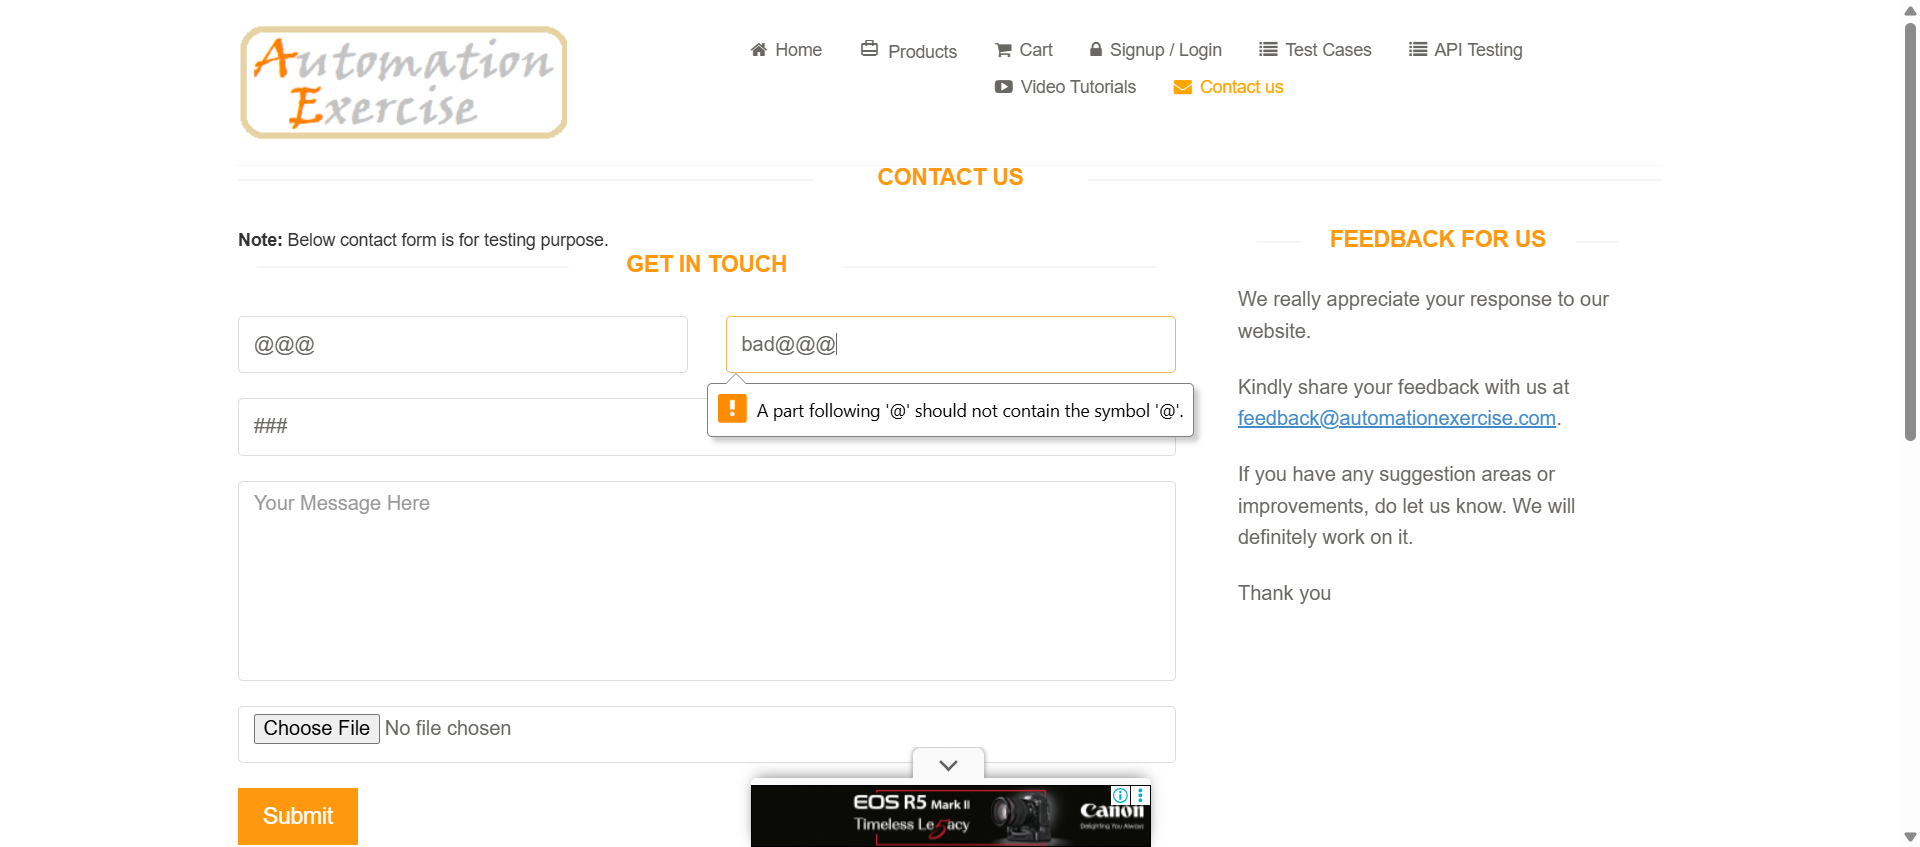 Automation
Exercise
Home
Products
Cart
Signup / Login
Test Cases
API Testing
Video Tutorials
Contact us
CONTACT US
Note: Below contact form is for testing purpose.
GET IN TOUCH
@@@
bad@@@
A part following '@' should not contain the symbol '@'.
###
Your Message Here
Choose File No file chosen
Submit
FEEDBACK FOR US
We really appreciate your response to our
website.
Kindly share your feedback with us at
feedback@automationexercise.com.
If you have any suggestion areas or
improvements, do let us know. We will
definitely work on it.
Thank you
EOS R5 Mark II
Timeless Le5acy
Canon
Delighting You Always